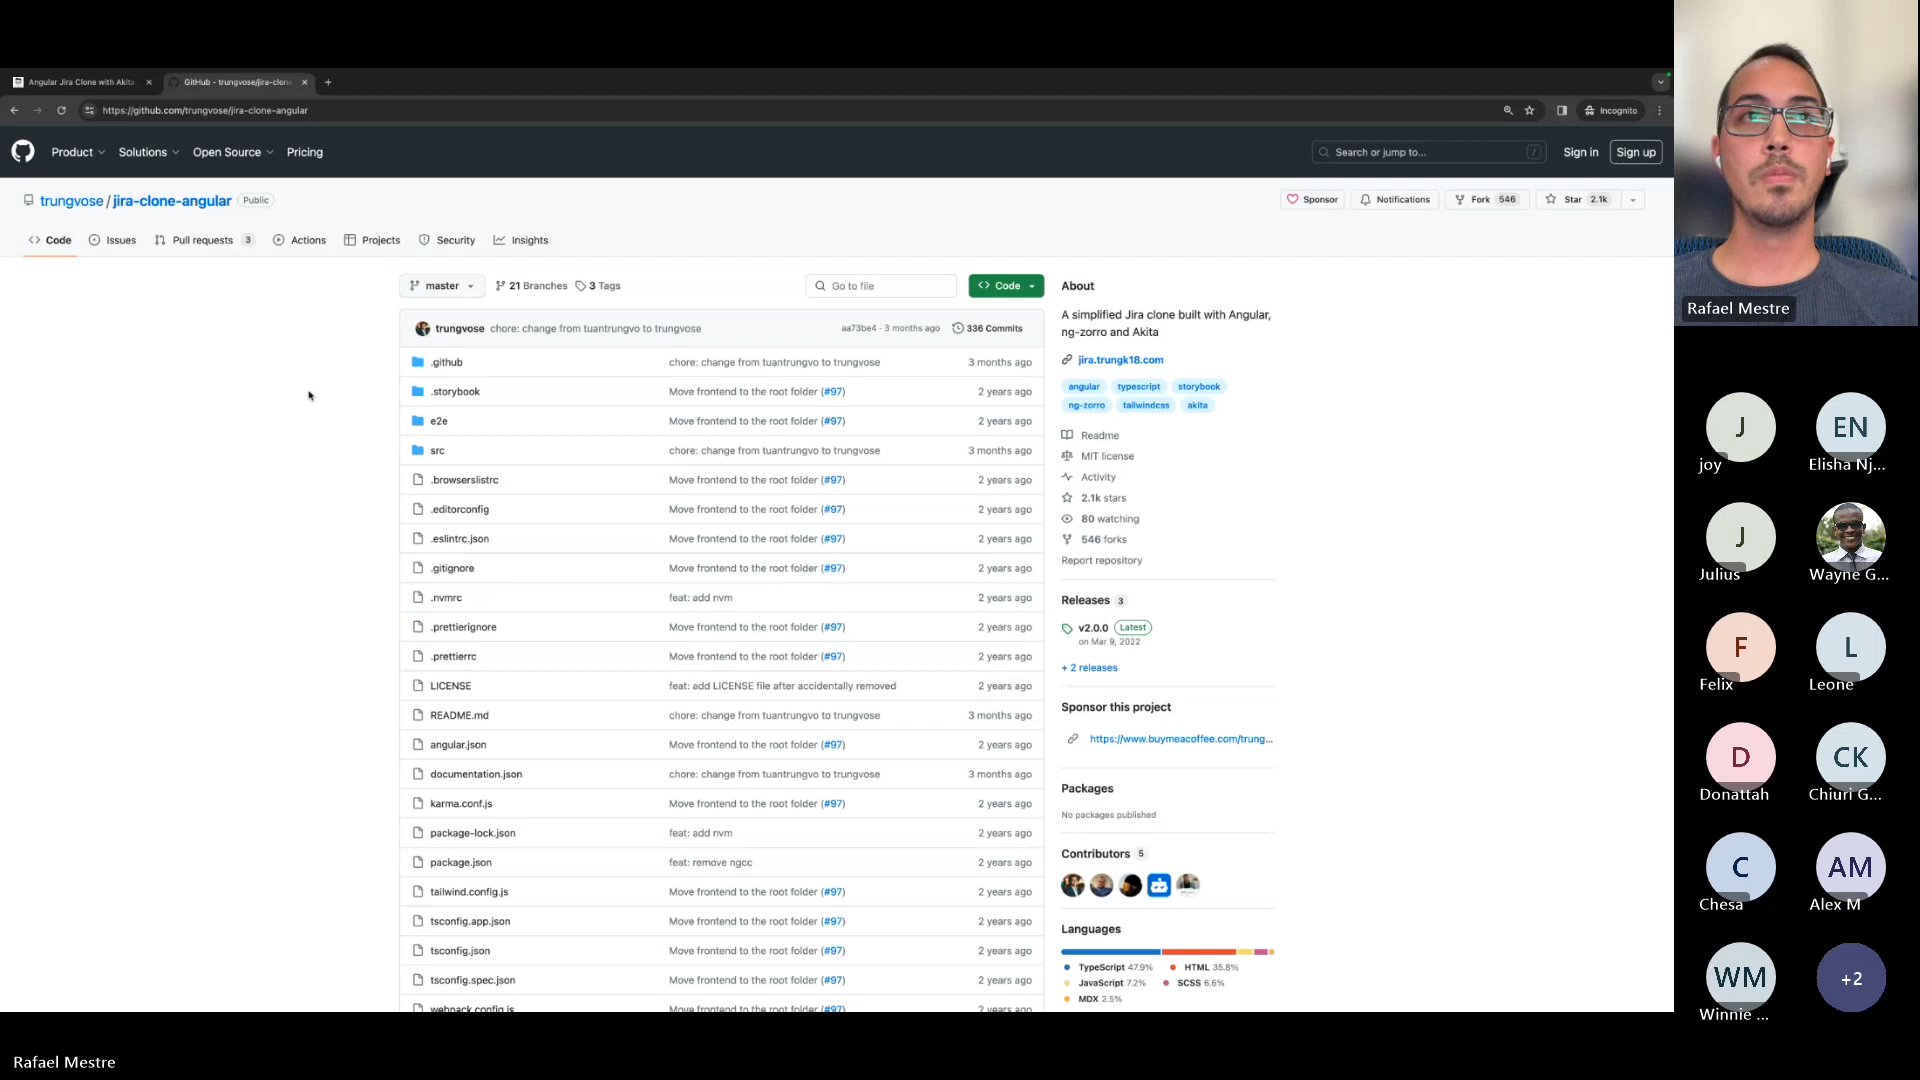 Angular Jira Clone with Akita
GitHub - trungvose/jira-clone
https://github.com/trungvose/jira-clone-angular
Incognito
Product
Solutions
Open Source
Pricing
Search or jump to...
/
Sign in
Sign up
trungvose / jira-clone-angular
Public
Sponsor
Notifications
Fork 546
Star 2.1k
Code
Issues
Pull requests 3
Actions
Projects
Security
Insights
master
21 Branches
3 Tags
Go to file
Code
trungvose chore: change from tuantrungvo to trungvose aa73be4 · 3 months ago 336 Commits
.github chore: change from tuantrungvo to trungvose 3 months ago
.storybook Move frontend to the root folder (#97) 2 years ago
e2e Move frontend to the root folder (#97) 2 years ago
src chore: change from tuantrungvo to trungvose 3 months ago
.browserslistrc Move frontend to the root folder (#97) 2 years ago
.editorconfig Move frontend to the root folder (#97) 2 years ago
.eslintrc.json Move frontend to the root folder (#97) 2 years ago
.gitignore Move frontend to the root folder (#97) 2 years ago
.nvmrc feat: add nvm 2 years ago
.prettierignore Move frontend to the root folder (#97) 2 years ago
.prettierrc Move frontend to the root folder (#97) 2 years ago
LICENSE feat: add LICENSE file after accidentally removed 2 years ago
README.md chore: change from tuantrungvo to trungvose 3 months ago
angular.json Move frontend to the root folder (#97) 2 years ago
documentation.json chore: change from tuantrungvo to trungvose 3 months ago
karma.conf.js Move frontend to the root folder (#97) 2 years ago
package-lock.json feat: add nvm 2 years ago
package.json feat: remove ngcc 2 years ago
tailwind.config.js Move frontend to the root folder (#97) 2 years ago
tsconfig.app.json Move frontend to the root folder (#97) 2 years ago
tsconfig.json Move frontend to the root folder (#97) 2 years ago
tsconfig.spec.json Move frontend to the root folder (#97) 2 years ago
webpack.config.js Move frontend to the root folder (#97) 2 years ago
About
A simplified Jira clone built with Angular,
ng-zorro and Akita
jira.trungk18.com
angular typescript storybook
ng-zorro tailwindcss akita
Readme
MIT license
Activity
2.1k stars
80 watching
546 forks
Report repository
Releases 3
v2.0.0 Latest
on Mar 9, 2022
+ 2 releases
Sponsor this project
https://www.buymeacoffee.com/trung...
Packages
No packages published
Contributors 5
Languages
TypeScript 47.9% HTML 35.8%
JavaScript 7.2% SCSS 6.6%
MDX 2.5%
Rafael Mestre
J
joy
EN
Elisha Nj...
J
Julius
Wayne G...
F
Felix
L
Leone
D
Donattah
CK
Chiuri G...
C
Chesa
AM
Alex M
WM
Winnie ...
+2
Rafael Mestre